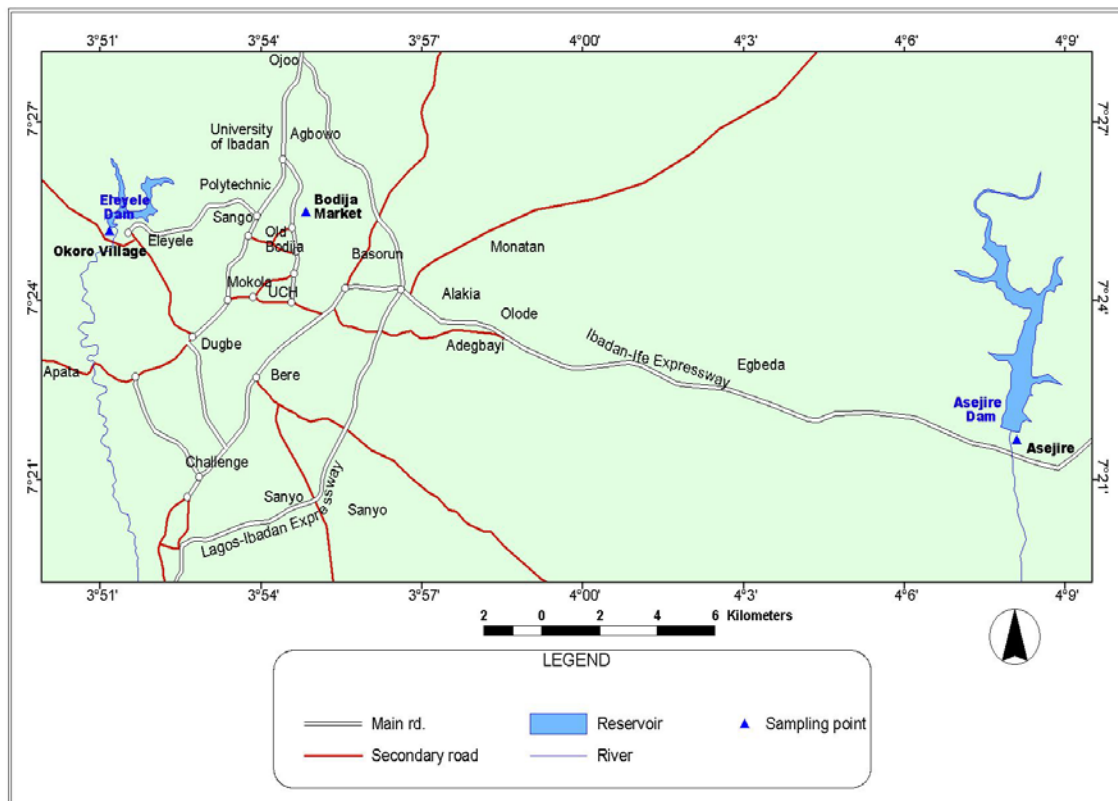 3°51' 3°54' 3°57' 4°00' 4°3' 4°6' 4°9'
Ojoo
7°27' 7°27'
University
of Ibadan
Agbowo
Polytechnic
Eleyele
Dam
Bodija
Market
Sango
Old
Bodija
Eleyele
Okoro Village
Basorun
Monatan
Mokola
UCH
Alakia
7°24' 7°24'
Olode
Dugbe
Adegbayi
Ibadan-Ife Expressway
Egbeda
Apata
Bere
Asejire
Dam
Asejire
Challenge
7°21' 7°21'
Sanyo
Sanyo
Lagos-Ibadan Expressway
3°51' 3°54' 3°57' 4°00' 4°3' 4°6' 4°9'
2 0 2 4 6 Kilometers
LEGEND
Main rd. Reservoir Sampling point
Secondary road River